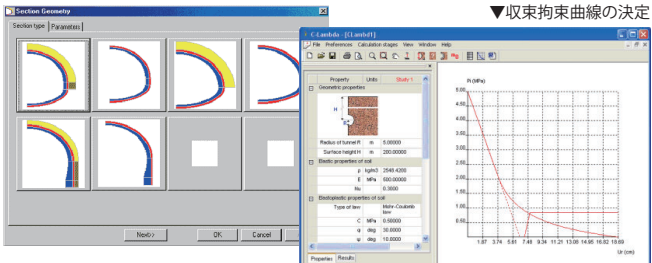 ▼収束拘束曲線の決定
Section Geometry
Section type Parameters
Next>> OK Cancel
C-Lambda - [CLambd1]
File Preferences Calculation stages View Window Help
Property Units Study 1
Geometric properties
H
R
Radius of tunnel R m 5.00000
Surface height H m 200.00000
Elastic properties of soil
ρ kg/m3 2548.4200
E MPa 600.00000
Nu 0.3000
Elastoplastic properties of soil
Type of law Mohr-Coulomb law
C MPa 0.50000
φ deg 30.0000
ψ deg 10.0000
Properties Results
Pi (MPa)
5.00
4.50
4.00
3.50
3.00
2.50
2.00
1.50
1.00
0.50
1.87 3.74 5.61 7.48 9.34 11.21 13.08 14.95 16.82 18.69
Ur (cm)